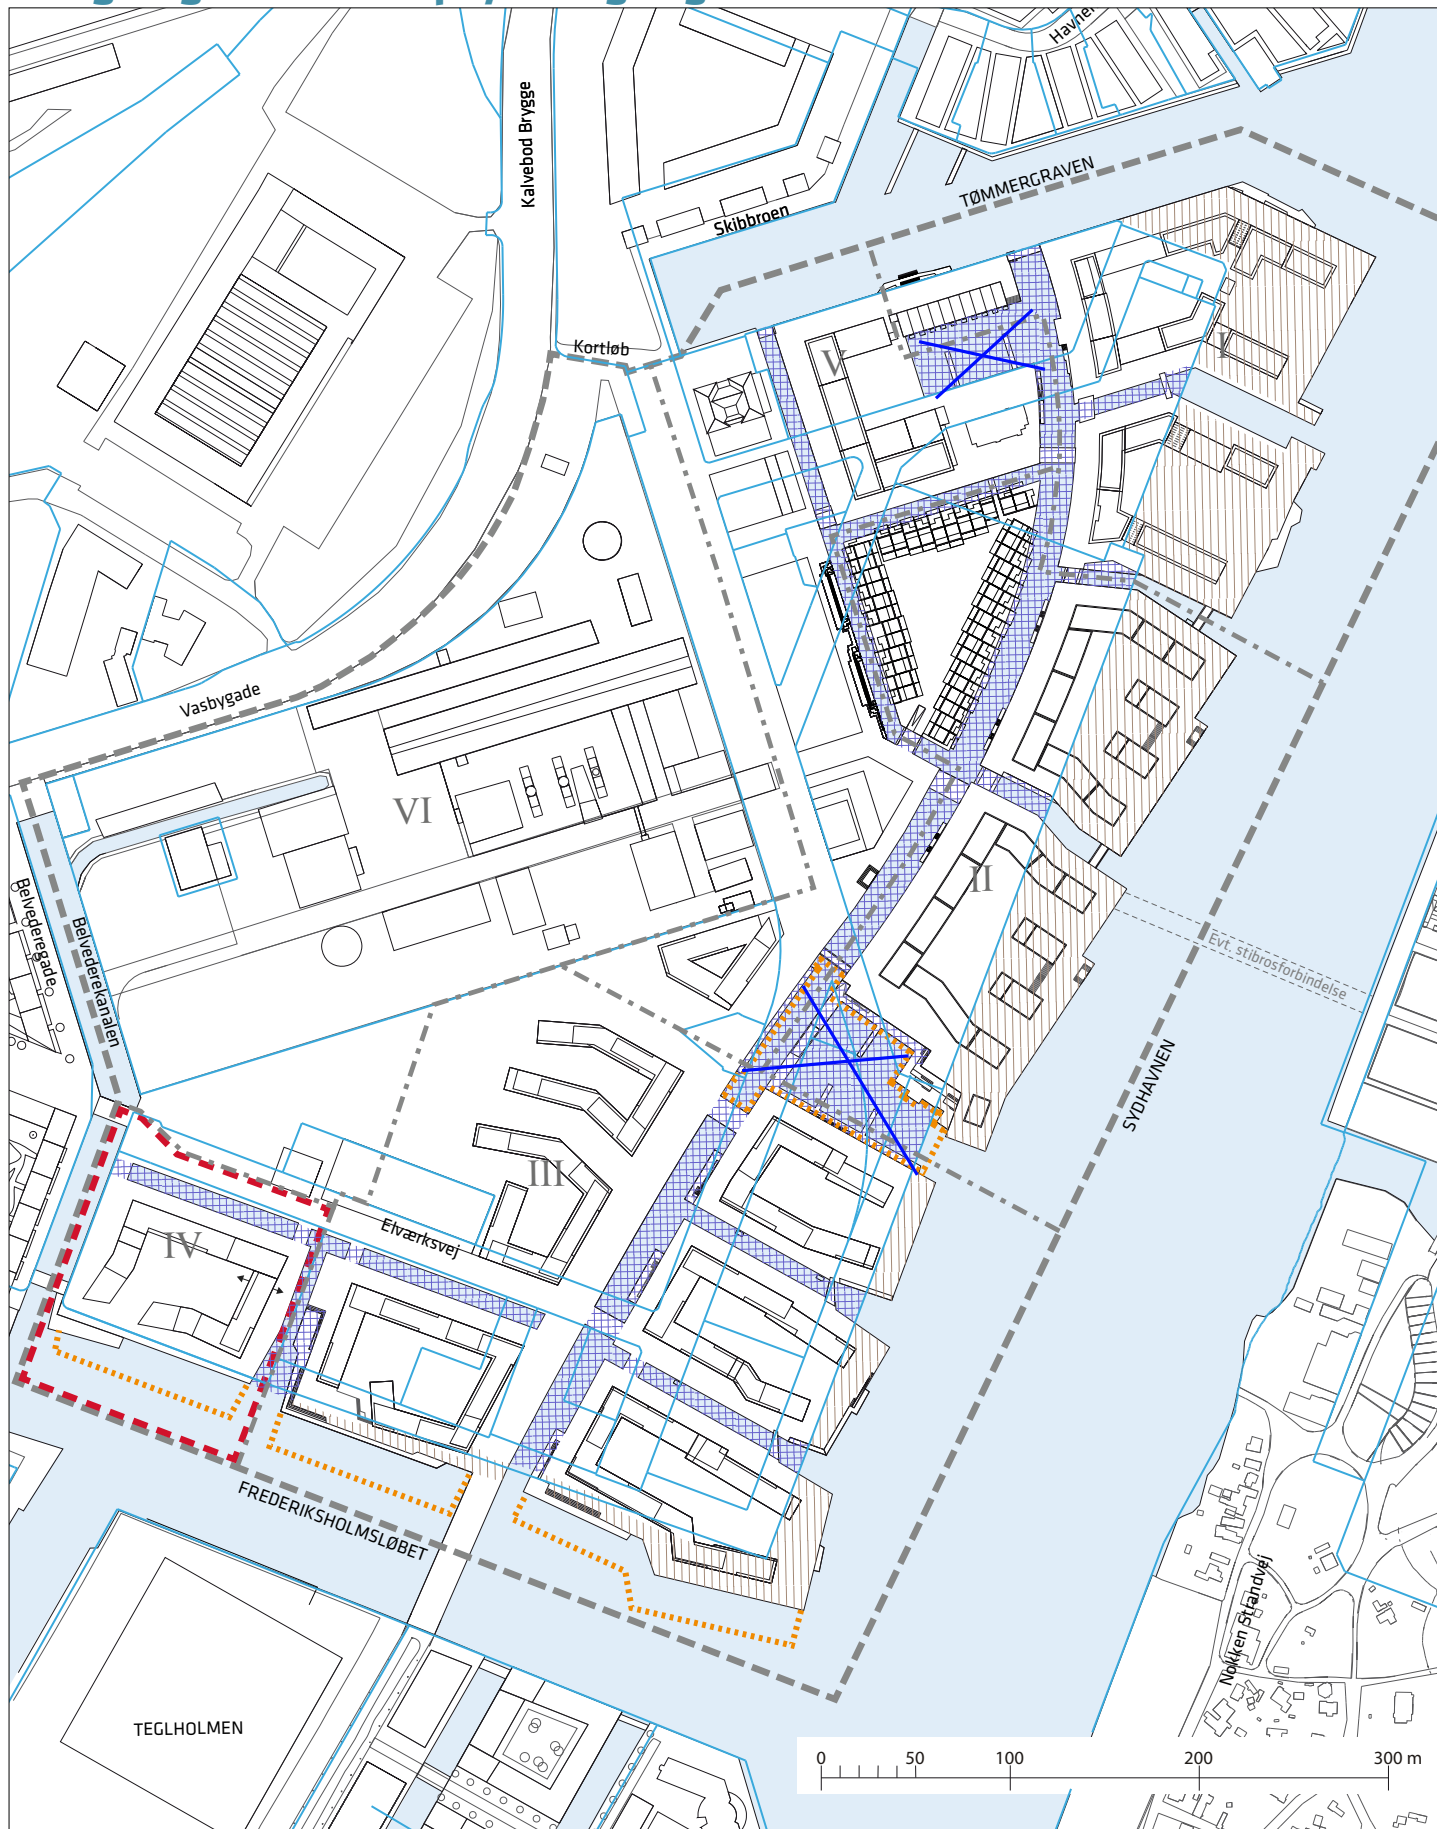 Havne
Kalvebod Brygge
TØMMERGRAVEN
Skibbroen
Kortløb
V
I
Vasbygade
VI
II
Belvederegade
Belvederekanalen
Evt. stibrosforbindelse
SYDHAVNEN
III
IV
Elværksvej
FREDERIKSHOLMSLØBET
Nokken Strandvej
TEGLHOLMEN
0 50 100 200 300 m